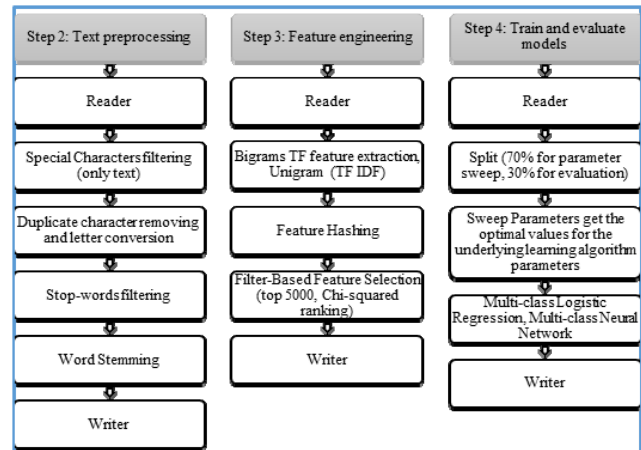 Step 2: Text preprocessing
Reader
Special Characters filtering
(only text)
Duplicate character removing
and letter conversion
Stop-words filtering
Word Stemming
Writer
Step 3: Feature engineering
Reader
Bigrams TF feature extraction,
Unigram (TF IDF)
Feature Hashing
Filter-Based Feature Selection
(top 5000, Chi-squared
ranking)
Writer
Step 4: Train and evaluate
models
Reader
Split (70% for parameter
sweep, 30% for evaluation)
Sweep Parameters get the
optimal values for the
underlying learning algorithm
parameters
Multi-class Logistic
Regression, Multi-class Neural
Network
Writer